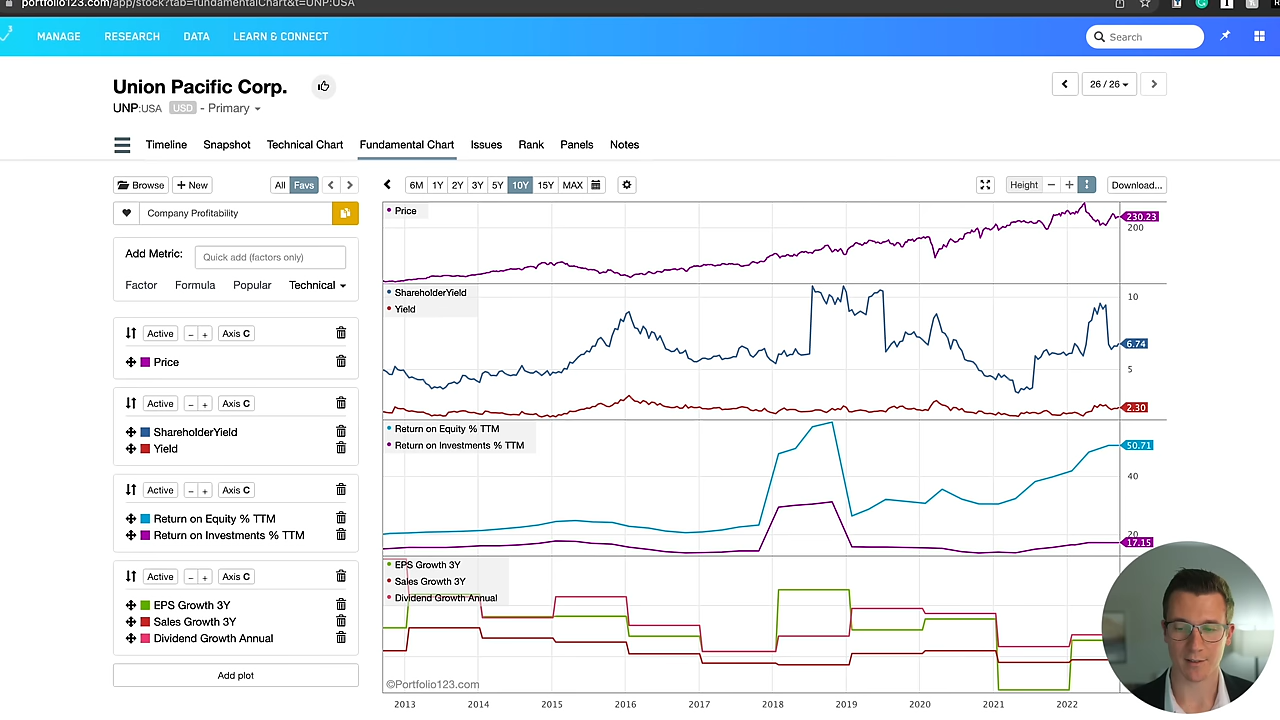 portfolio123.com/app/stock?tab=fundamentalChart&t=UNP:USA
MANAGE RESEARCH DATA LEARN & CONNECT Search
Union Pacific Corp.
26 / 26
UNP:USA USD - Primary
Timeline Snapshot Technical Chart Fundamental Chart Issues Rank Panels Notes
Browse + New All Favs 6M 1Y 2Y 3Y 5Y 10Y 15Y MAX Height − + Download...
Company Profitability
Add Metric: Quick add (factors only)
Factor Formula Popular Technical
Active − + Axis C
Price
Active − + Axis C
ShareholderYield
Yield
Active − + Axis C
Return on Equity % TTM
Return on Investments % TTM
Active − + Axis C
EPS Growth 3Y
Sales Growth 3Y
Dividend Growth Annual
Add plot
Price
230.23
200
ShareholderYield
Yield
10
6.74
5
2.30
Return on Equity % TTM
Return on Investments % TTM
50.71
40
20
17.15
EPS Growth 3Y
Sales Growth 3Y
Dividend Growth Annual
©Portfolio123.com
2013 2014 2015 2016 2017 2018 2019 2020 2021 2022